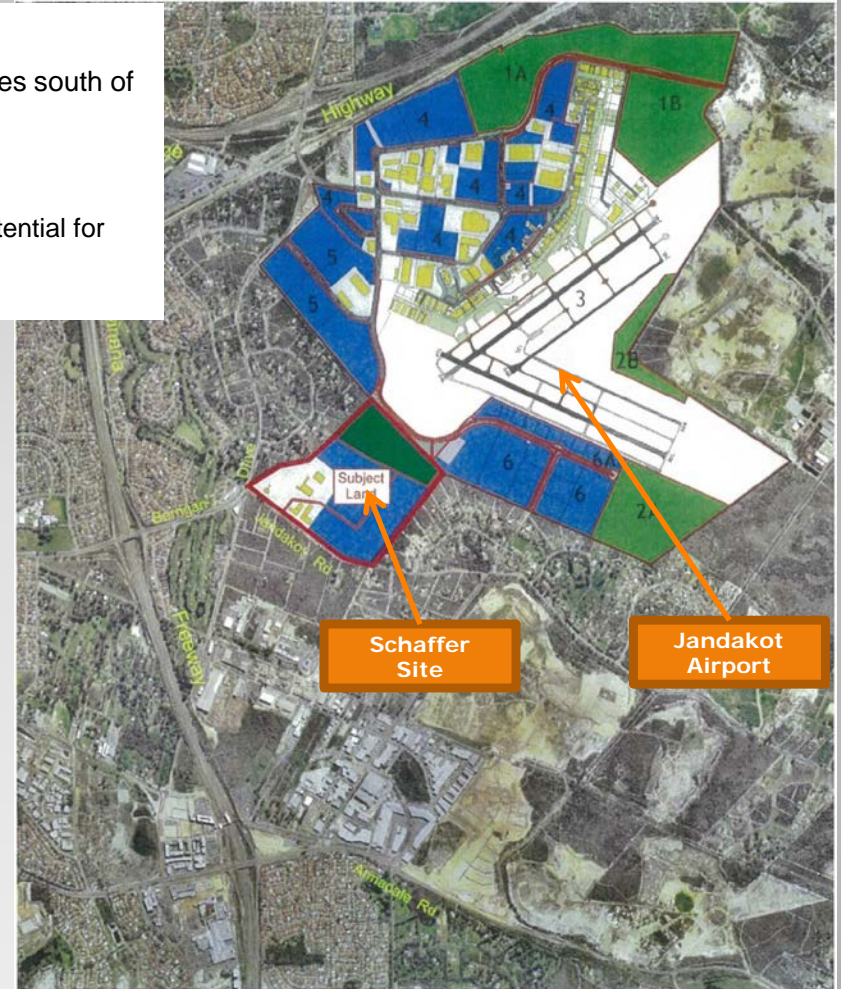 es south of
tential for
Highway
1A
1B
4
4
4
4
4
4
4
5
5
3
2B
Drive
Subject
Land
Jandakot Rd
6
6A
6
2A
Freeway
Schaffer
Site
Jandakot
Airport
Armadale Rd